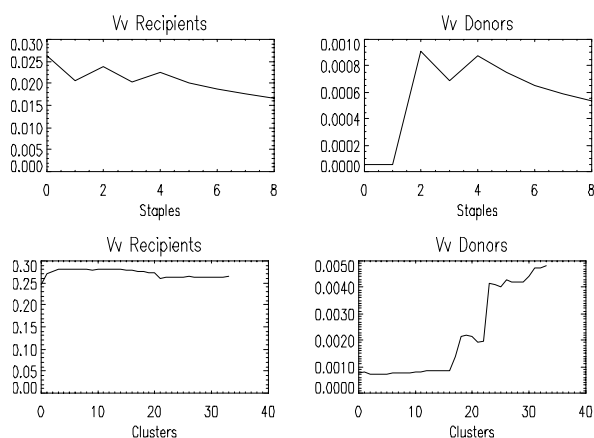 Vv Recipients
0.030
0.025
0.020
0.015
0.010
0.005
0.000
0 2 4 6 8
Staples
Vv Donors
0.0010
0.0008
0.0006
0.0004
0.0002
0.0000
0 2 4 6 8
Staples
Vv Recipients
0.30
0.25
0.20
0.15
0.10
0.05
0.00
0 10 20 30 40
Clusters
Vv Donors
0.0050
0.0040
0.0030
0.0020
0.0010
0.0000
0 10 20 30 40
Clusters